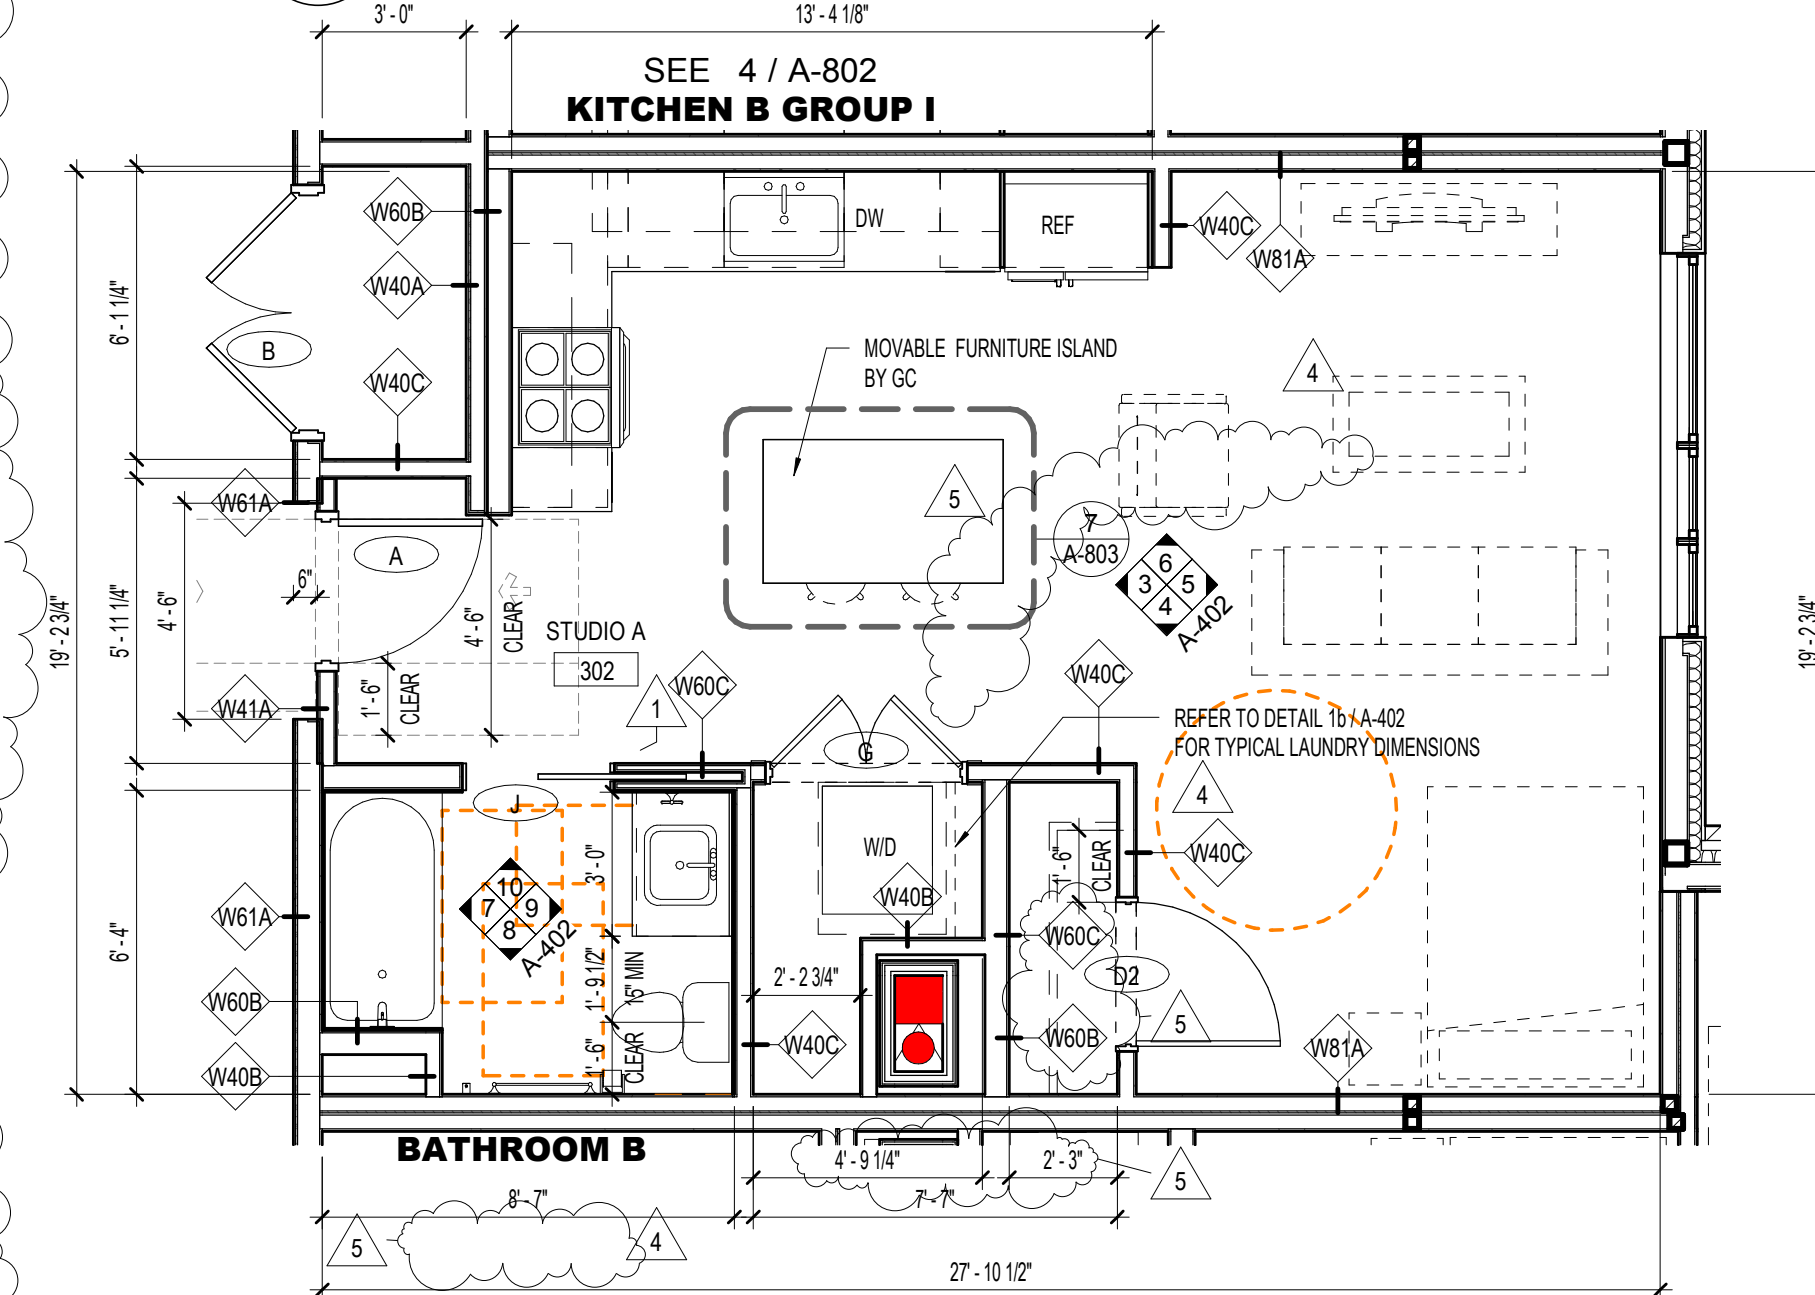 3' - 0"
13' - 4 1/8"
SEE 4 / A-802
KITCHEN B GROUP I
W60B
DW
REF
W40C
W81A
W40A
6' - 1 1/4"
B
MOVABLE FURNITURE ISLAND
BY GC
4
W40C
W61A
5
7
A-803
A
6
3
5
4
A-402
6"
4' - 6"
4' - 6"
CLEAR
5' - 11 1/4"
19' - 2 3/4"
19' - 2 3/4"
STUDIO A
302
W60C
W40C
1' - 6"
CLEAR
W41A
1
REFER TO DETAIL 1b / A-402
FOR TYPICAL LAUNDRY DIMENSIONS
G
4
J
W/D
3' - 0"
1' - 6"
CLEAR
W40C
10
7
9
8
A-402
W40B
W61A
W60C
6' - 4"
1' - 9 1/2"
15" MIN
2' - 2 3/4"
D2
W60B
5
W40C
W60B
W81A
1' - 6"
CLEAR
W40B
BATHROOM B
4' - 9 1/4"
2' - 3"
5
8' - 7"
7' - 7"
5
4
27' - 10 1/2"